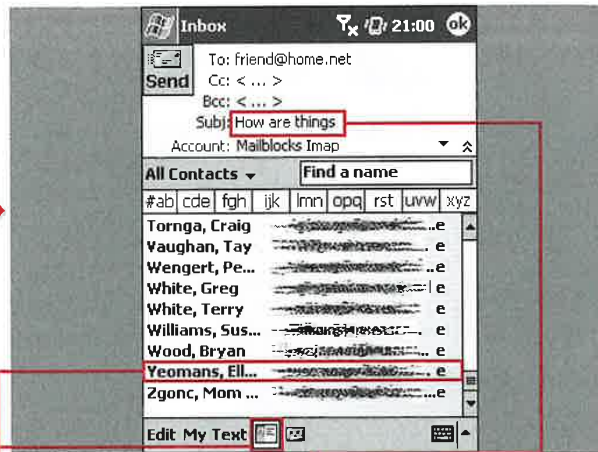 Inbox 21:00 ok
Send To: friend@home.net
Cc: < ... >
Bcc: < ... >
Subj: How are things
Account: Mailblocks Imap
All Contacts Find a name
#ab cde fgh ijk lmn opq rst uvw xyz
Tornga, Craig ...e
Vaughan, Tay ... e
Wengert, Pe... ..e
White, Greg e
White, Terry e
Williams, Sus... . e
Wood, Bryan ... e
Yeomans, Ell... . e
Zgonc, Mom ... ...e
Edit My Text